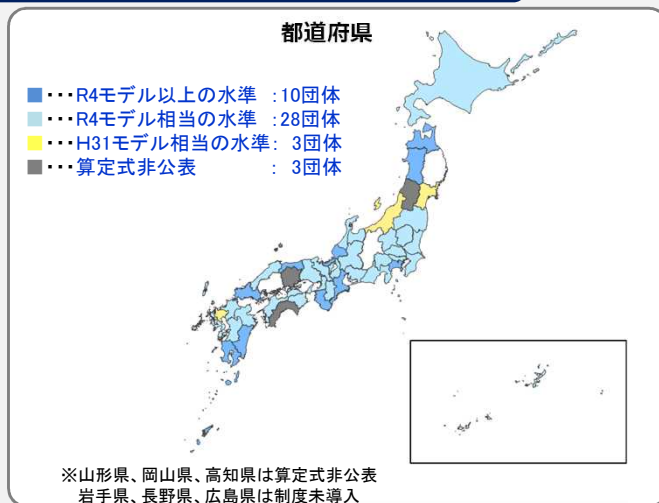 都道府県
■・・・R4モデル以上の水準 :10団体
■・・・R4モデル相当の水準 :28団体
■・・・H31モデル相当の水準: 3団体
■・・・算定式非公表 : 3団体
※山形県、岡山県、高知県は算定式非公表
岩手県、長野県、広島県は制度未導入